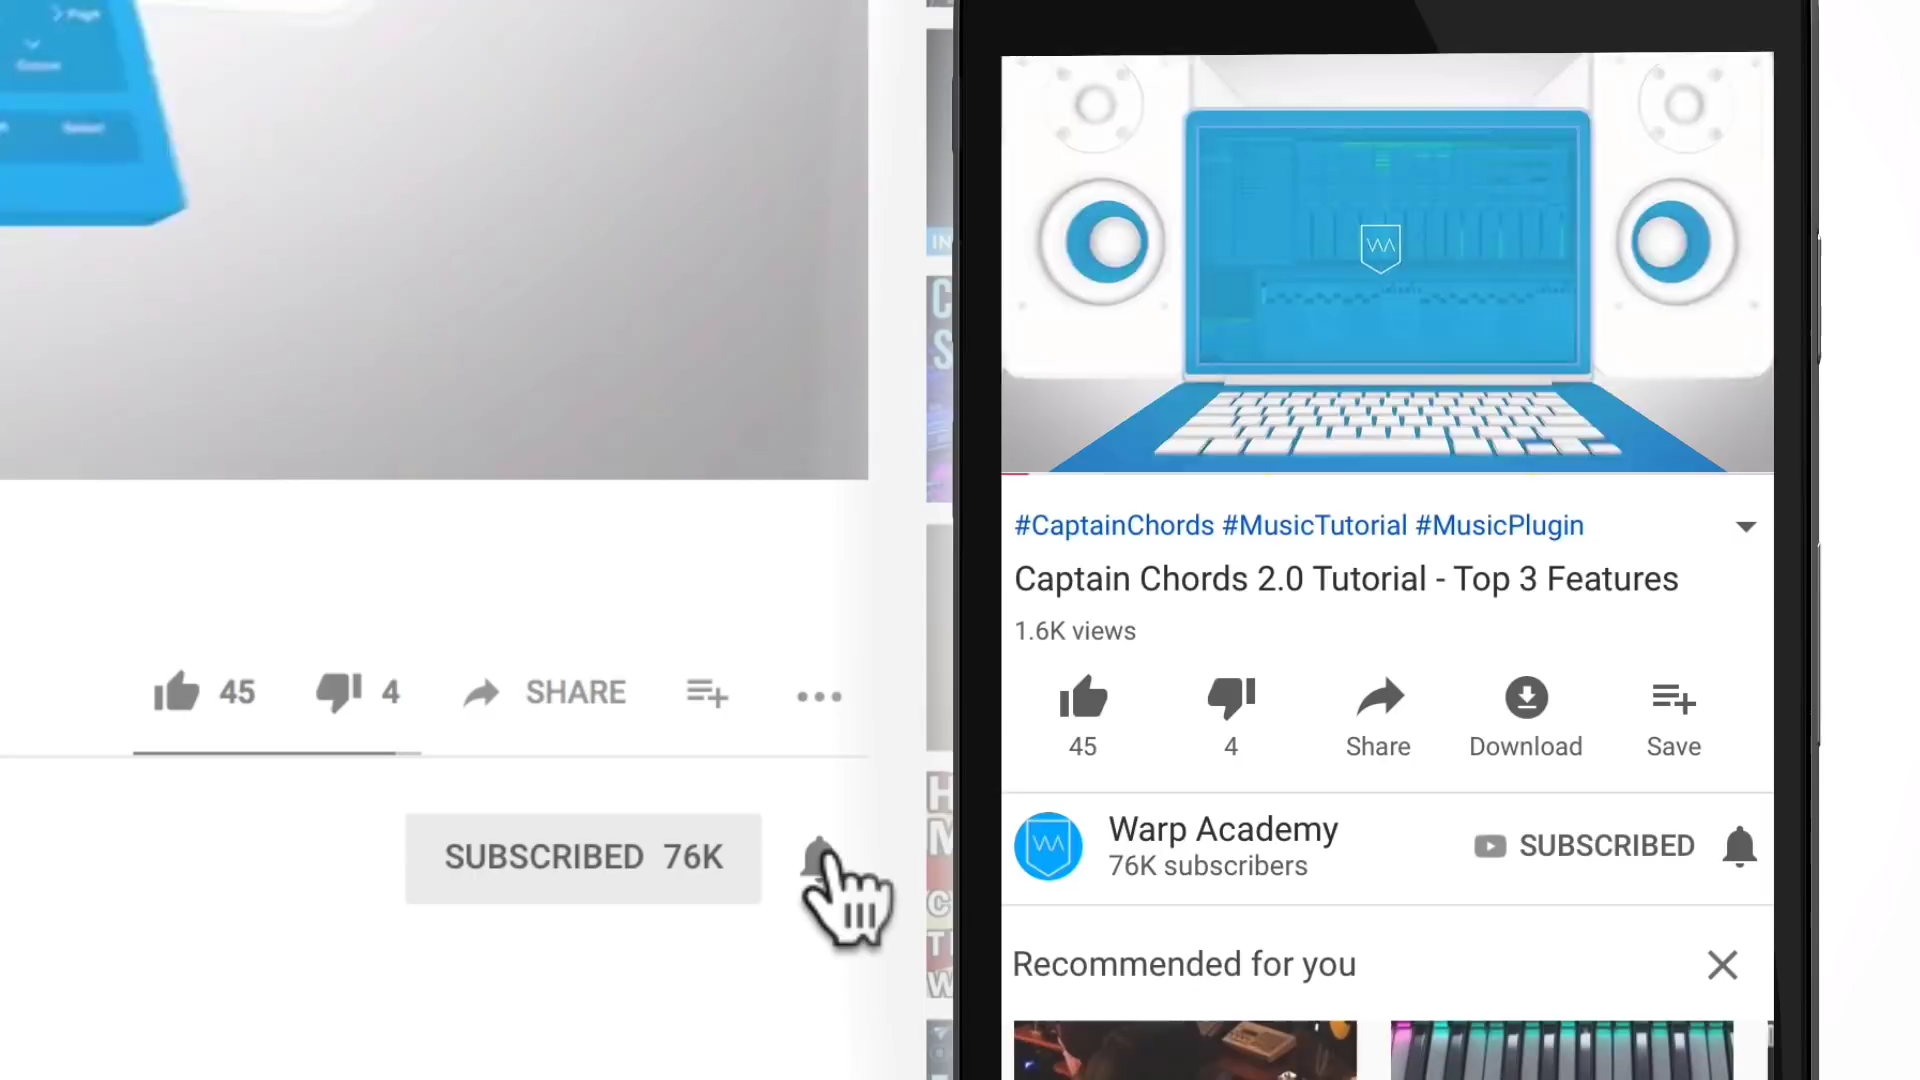 45 4 SHARE
SUBSCRIBED 76K
IN
C
S
H
M
C
T
W
#CaptainChords #MusicTutorial #MusicPlugin
Captain Chords 2.0 Tutorial - Top 3 Features
1.6K views
45 4 Share Download Save
Warp Academy
76K subscribers
SUBSCRIBED
Recommended for you